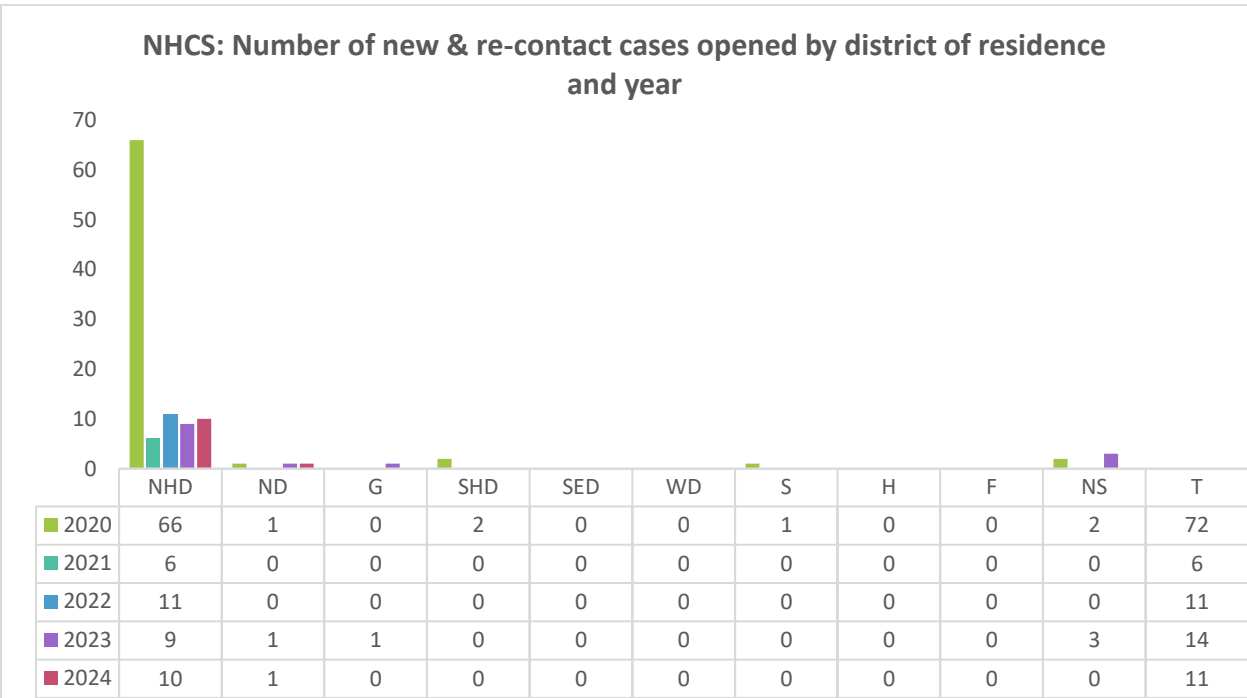 NHCS: Number of new & re-contact cases opened by district of residence
and year
70
60
50
40
30
20
10
0
NHD ND G SHD SED WD S H F NS T
2020 66 1 0 2 0 0 1 0 0 2 72
2021 6 0 0 0 0 0 0 0 0 0 6
2022 11 0 0 0 0 0 0 0 0 0 11
2023 9 1 1 0 0 0 0 0 0 3 14
2024 10 1 0 0 0 0 0 0 0 0 11